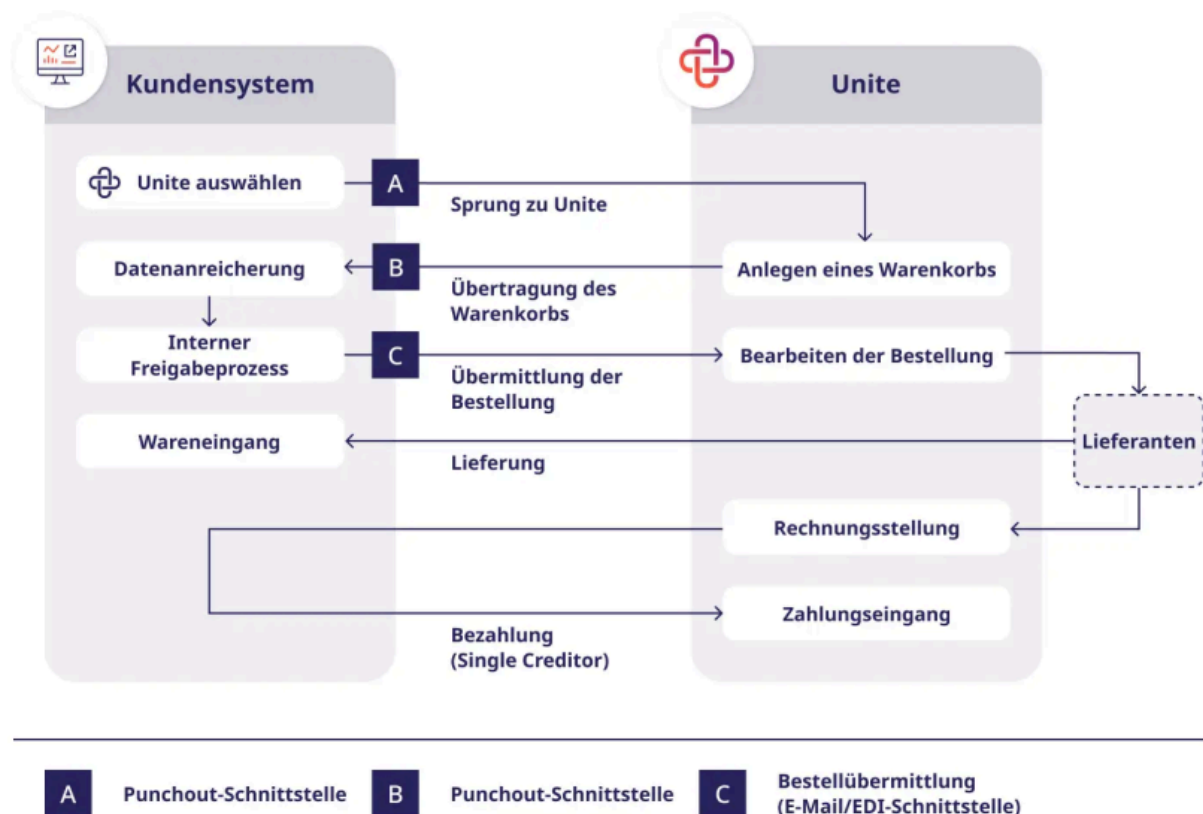 Kundensystem
Unite
Unite auswählen
A
Sprung zu Unite
Datenanreicherung
B
Anlegen eines Warenkorbs
Übertragung des
Warenkorbs
Interner
Freigabeprozess
C
Bearbeiten der Bestellung
Übermittlung der
Bestellung
Wareneingang
Lieferanten
Lieferung
Rechnungsstellung
Zahlungseingang
Bezahlung
(Single Creditor)
A
Punchout-Schnittstelle
B
Punchout-Schnittstelle
C
Bestellübermittlung
(E-Mail/EDI-Schnittstelle)